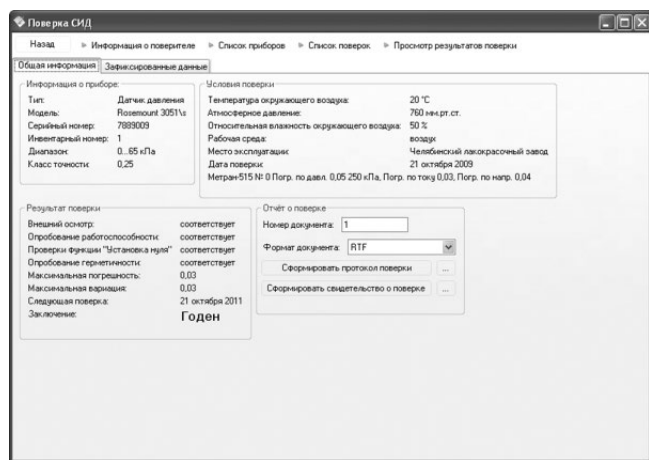 Поверка СИД
Назад Информация о поверителе Список приборов Список поверок Просмотр результатов поверки
Общая информация Зафиксированные данные
Информация о приборе:
Тип: Датчик давления
Модель: Rosemount 3051\s
Серийный номер: 7889009
Инвентарный номер: 1
Диапазон: 0...65 кПа
Класс точности: 0,25
Условия поверки
Температура окружающего воздуха: 20 °C
Атмосферное давление: 760 мм.рт.ст.
Относительная влажность окружающего воздуха: 50 %
Рабочая среда: воздух
Место эксплуатации: Челябинский лакокрасочный завод
Дата поверки: 21 октября 2009
Метран-515 № 0 Погр. по давл. 0,05 250 кПа, Погр. по току 0,03, Погр. по напр. 0,04
Результат поверки
Внешний осмотр: соответствует
Опробование работоспособности: соответствует
Проверки функции "Установка нуля" соответствует
Опробование герметичности: соответствует
Максимальная погрешность: 0,03
Максимальная вариация: 0,03
Следующая поверка: 21 октября 2011
Заключение: Годен
Отчёт о поверке
Номер документа: 1
Формат документа: RTF
Сформировать протокол поверки ...
Сформировать свидетельство о поверке ...